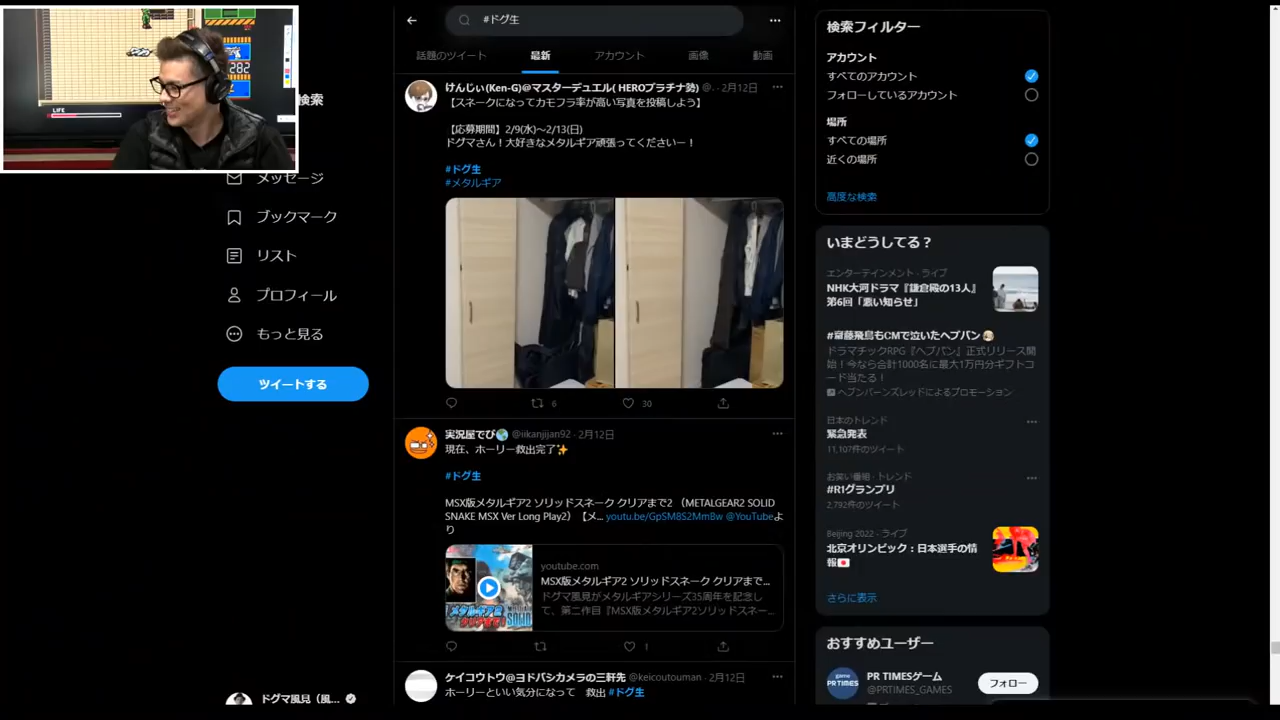 #ドグ生
話題のツイート
最新
アカウント
画像
動画
LIFE
282
検索
メッセージ
ブックマーク
リスト
プロフィール
もっと見る
ツイートする
けんじぃ(Ken-G)@マスターデュエル( HEROプラチナ勢) @. · 2月12日
【スネークになってカモフラ率が高い写真を投稿しよう】
【応募期間】2/9(水)～2/13(日)
ドグマさん！大好きなメタルギア頑張ってくださいー！
#ドグ生
#メタルギア
6
30
実況屋でび @iikanjijan92 · 2月12日
現在、ホーリー救出完了✨
#ドグ生
MSX版メタルギア2 ソリッドスネーク クリアまで2 （METALGEAR2 SOLID
SNAKE MSX Ver Long Play2）【メ... youtu.be/GpSM8S2MmBw @YouTubeよ
り
youtube.com
MSX版メタルギア2 ソリッドスネーク クリアまで...
ドグマ風見がメタルギアシリーズ35周年を記念し
て、第二作目『MSX版メタルギア2ソリッドスネー...
メタルギア2
1
ケイコウトウ@ヨドバシカメラの三軒先 @keicoutouman · 2月12日
ホーリーといい気分になって　救出 #ドグ生
ドグマ風見（風...
検索フィルター
アカウント
すべてのアカウント
フォローしているアカウント
場所
すべての場所
近くの場所
高度な検索
いまどうしてる？
エンターテインメント · ライブ
NHK大河ドラマ『鎌倉殿の13人』
第6回「悪い知らせ」
#齋藤飛鳥もCMで泣いたヘブバン
ドラマチックRPG『ヘブバン』正式リリース開
始！今なら合計1000名に最大1万円分ギフトコ
ード当たる！
ヘブンバーンズレッドによるプロモーション
日本のトレンド
緊急発表
11,107件のツイート
お笑い番組 · トレンド
#R1グランプリ
2,792件のツイート
Beijing 2022 · ライブ
北京オリンピック：日本選手の情
報🇯🇵
さらに表示
おすすめユーザー
PR TIMESゲーム
@PRTIMES_GAMES
フォロー